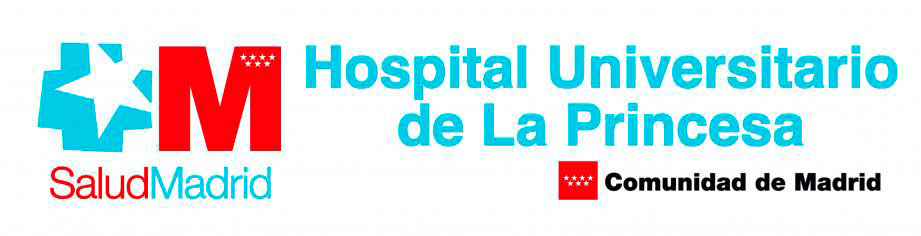 M
SaludMadrid
Hospital Universitario
de La Princesa
Comunidad de Madrid